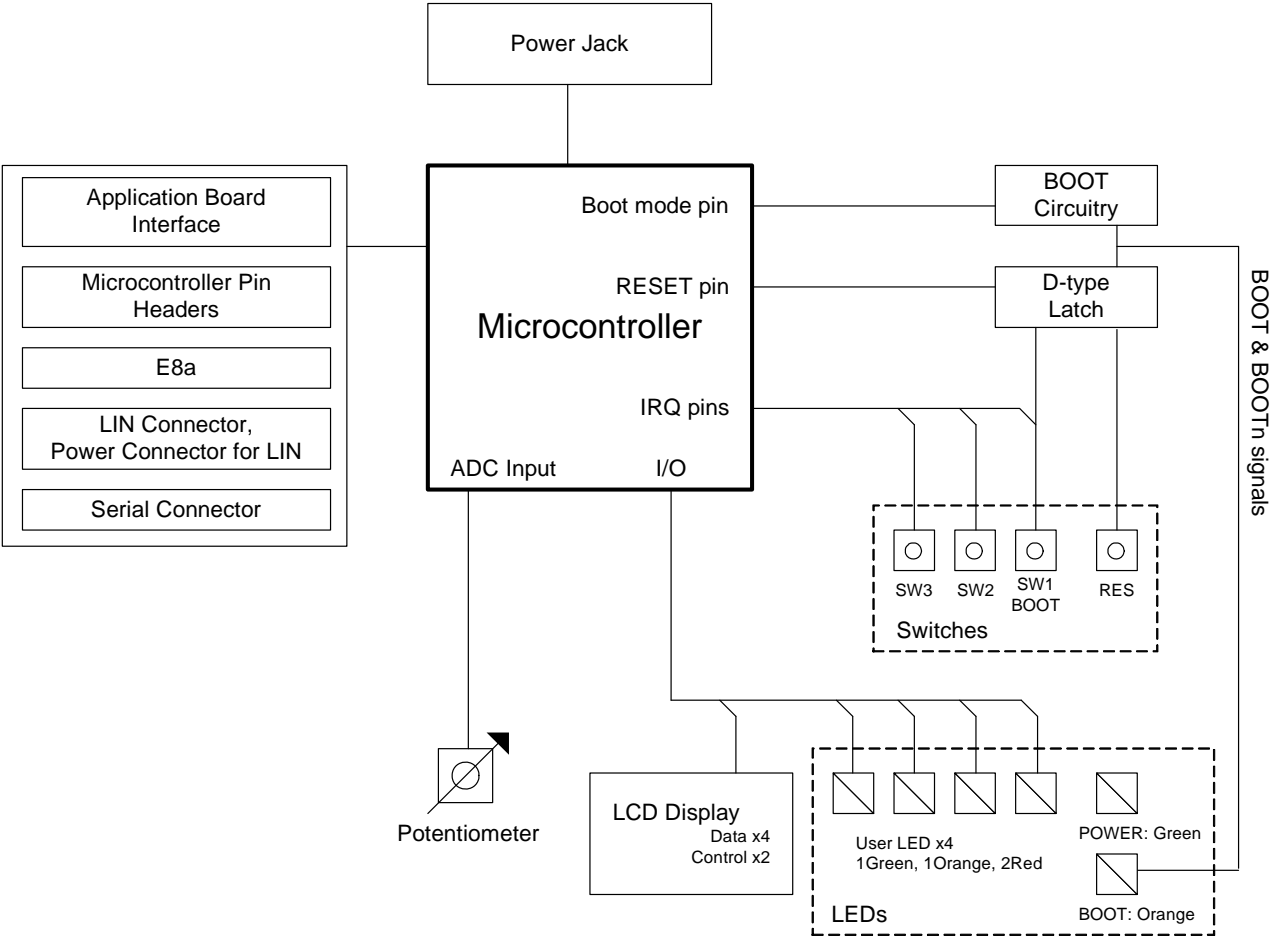 Power Jack
Application Board
Interface
Microcontroller Pin
Headers
E8a
LIN Connector,
Power Connector for LIN
Serial Connector
Boot mode pin
RESET pin
Microcontroller
IRQ pins
ADC Input
I/O
BOOT
Circuitry
D-type
Latch
BOOT & BOOTn signals
SW3
SW2
SW1
BOOT
RES
Switches
Potentiometer
LCD Display
Data x4
Control x2
User LED x4
1Green, 1Orange, 2Red
POWER: Green
BOOT: Orange
LEDs